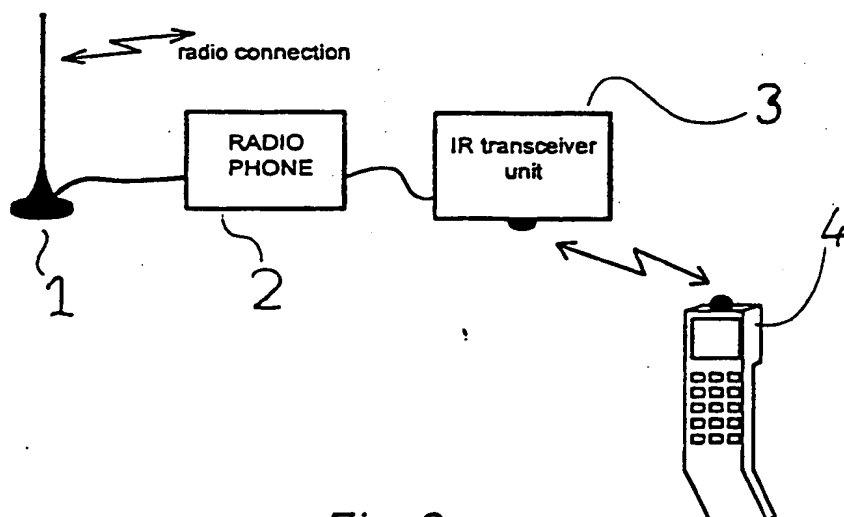 radio connection
RADIO
PHONE
IR transceiver
unit
3
1
2
4